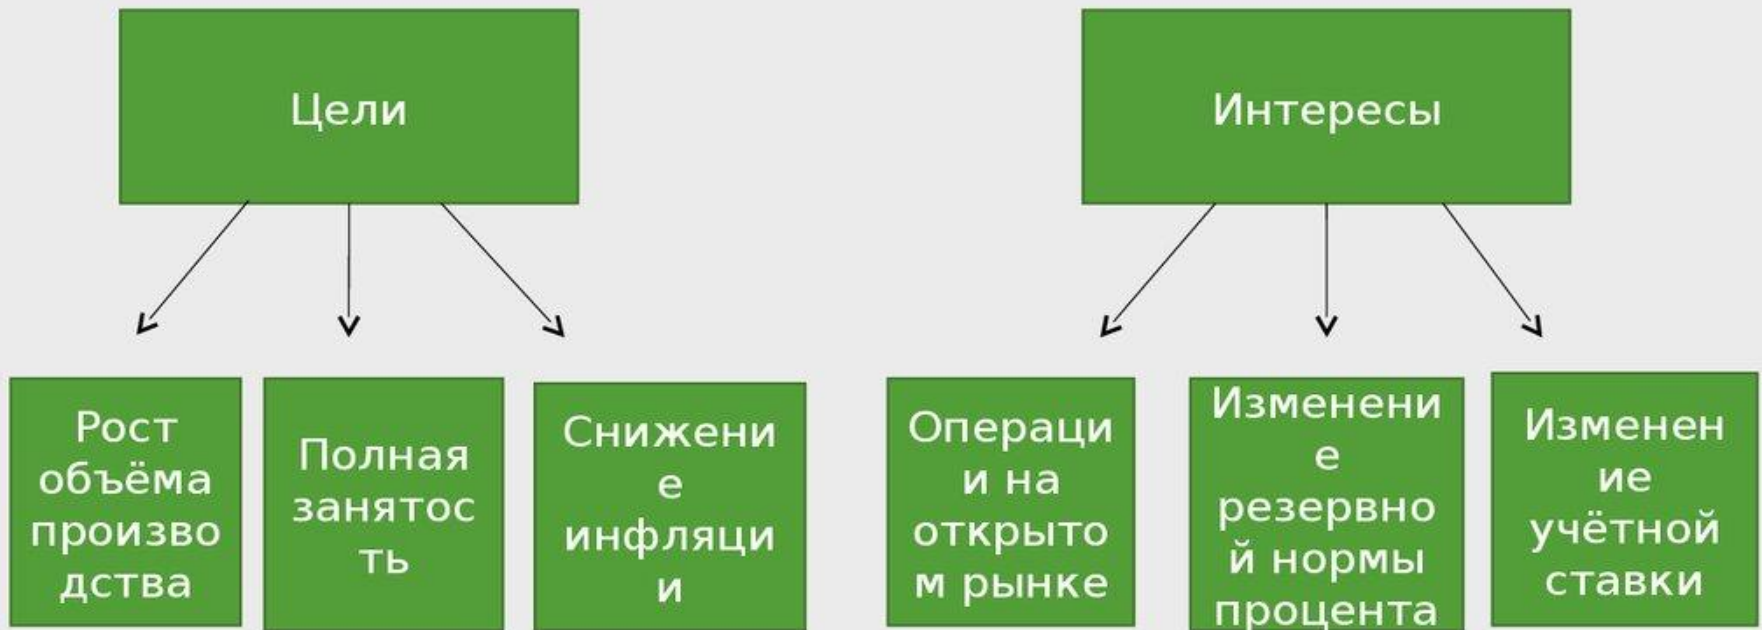 Цели
Интересы
Рост
объёма
произво
дства
Полная
занятос
ть
Снижени
е
инфляци
и
Операци
и на
открыто
м рынке
Изменени
е
резервно
й нормы
процента
Изменен
ие
учётной
ставки